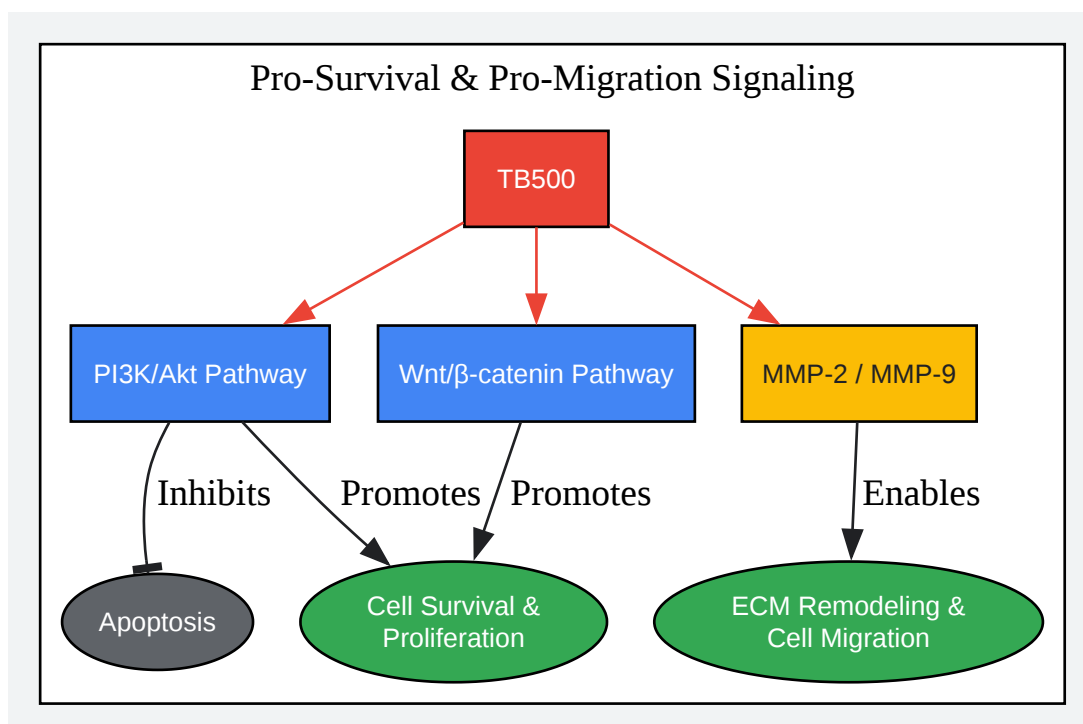 Pro-Survival & Pro-Migration Signaling
TB500
PI3K/Akt Pathway
Wnt/β-catenin Pathway
MMP-2 / MMP-9
Inhibits
Promotes
Promotes
Enables
Apoptosis
Cell Survival &
Proliferation
ECM Remodeling &
Cell Migration